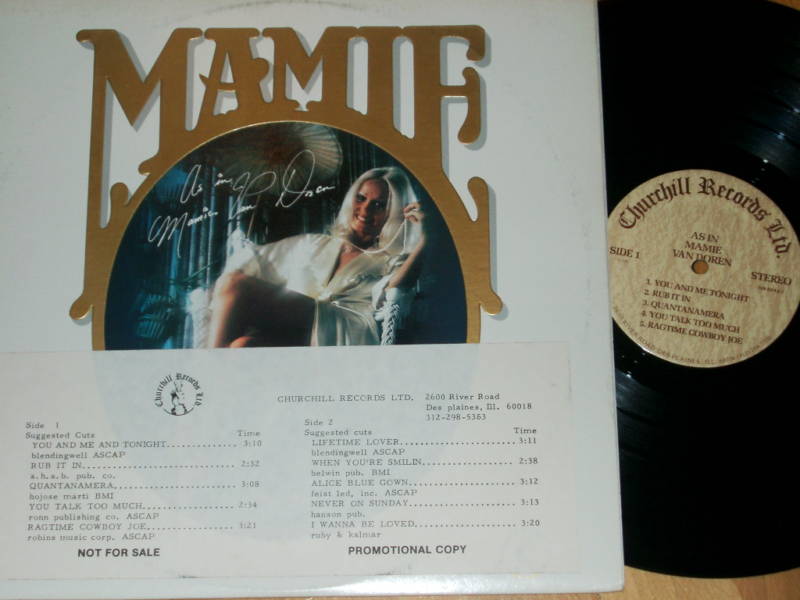 MAMIE
As in
Mamie Van Doren
Churchill Records Ltd
CHURCHILL RECORDS LTD. 2600 River Road
Des plaines, Ill. 60018
312-298-5363
Side 1
Suggested Cuts Time
YOU AND ME AND TONIGHT............ 3:10
blendingwell ASCAP
RUB IT IN.......................... 2:32
a.h.a.b. pub. co.
QUANTANAMERA.................. 3:08
hojose marti BMI
YOU TALK TOO MUCH.............. 2:34
ronn publishing co. ASCAP
RAGTIME COWBOY JOE.............. 3:21
robins music corp. ASCAP
NOT FOR SALE
Side 2
Suggested cuts Time
LIFETIME LOVER.................... 3:11
blendingwell ASCAP
WHEN YOU'RE SMILIN.............. 2:38
belwin pub. BMI
ALICE BLUE GOWN.................. 3:12
feist led, inc. ASCAP
NEVER ON SUNDAY.................. 3:13
hanson pub.
I WANNA BE LOVED................ 3:20
ruby & kalmar
PROMOTIONAL COPY
Churchill Records Ltd.
AS IN
MAMIE
VAN DOREN
SIDE 1
STEREO
1. YOU AND ME TONIGHT
2. RUB IT IN
3. QUANTANAMERA
4. YOU TALK TOO MUCH
5. RAGTIME COWBOY JOE